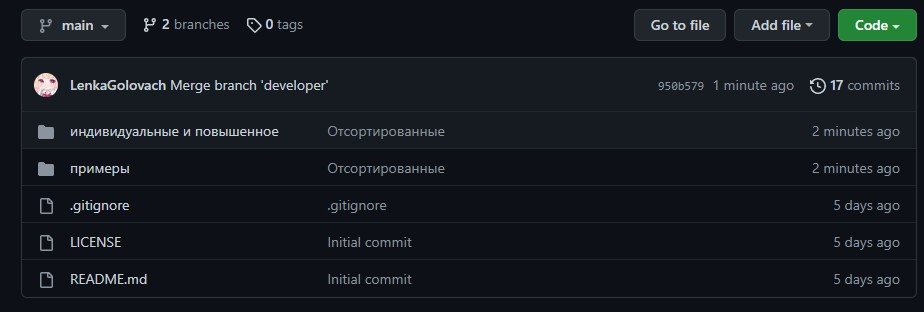 main 2 branches 0 tags Go to file Add file Code
LenkaGolovach Merge branch 'developer' 950b579 1 minute ago 17 commits
индивидуальные и повышенное Отсортированные 2 minutes ago
примеры Отсортированные 2 minutes ago
.gitignore .gitignore 5 days ago
LICENSE Initial commit 5 days ago
README.md Initial commit 5 days ago